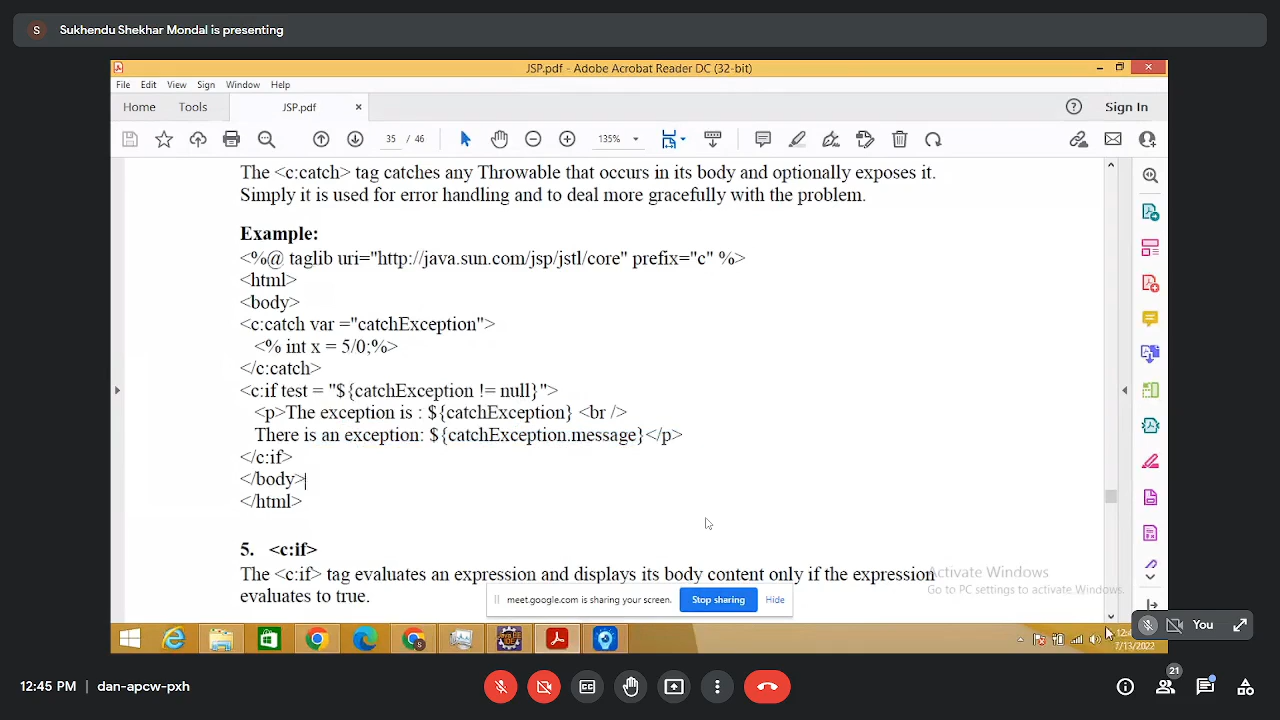 S Sukhendu Shekhar Mondal is presenting
JSP.pdf - Adobe Acrobat Reader DC (32-bit)
File Edit View Sign Window Help
Home Tools JSP.pdf × ? Sign In
35 / 46 135%
The <c:catch> tag catches any Throwable that occurs in its body and optionally exposes it.
Simply it is used for error handling and to deal more gracefully with the problem.
Example:
<%@ taglib uri="http://java.sun.com/jsp/jstl/core" prefix="c" %>
<html>
<body>
<c:catch var ="catchException">
<% int x = 5/0;%>
</c:catch>
<c:if test = "${catchException != null}">
<p>The exception is : ${catchException} <br />
There is an exception: ${catchException.message}</p>
</c:if>
</body>
</html>
5. <c:if>
The <c:if> tag evaluates an expression and displays its body content only if the expression
evaluates to true.
Activate Windows
Go to PC settings to activate Windows.
meet.google.com is sharing your screen. Stop sharing Hide
You
7/13/2022
12:45 PM | dan-apcw-pxh
21